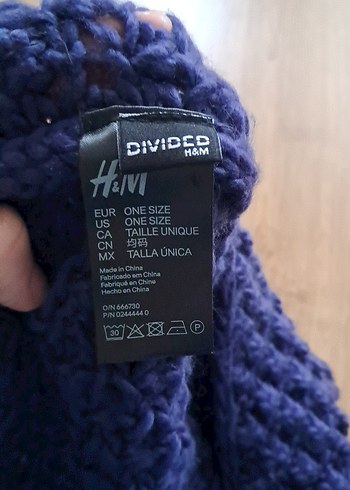 DIVIDED
H&M
H&M
EUR ONE SIZE
US ONE SIZE
CA TAILLE UNIQUE
CN 均码
MX TALLA ÚNICA
Made in China
Fabricado em China
Fabriqué en Chine
Hecho en China
O/N 666730
P/N 0244444 0
30 P